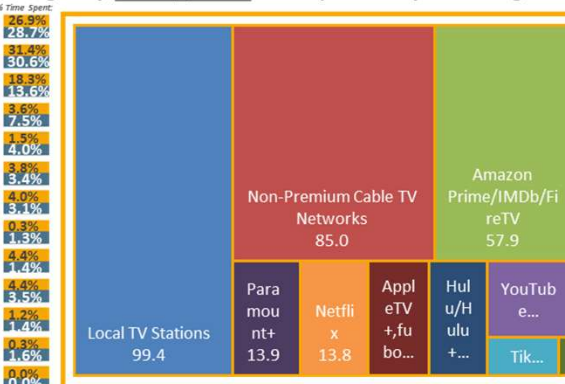 % Time Spent:
26.9%
28.7%
31.4%
30.6%
18.3%
13.6%
3.6%
7.5%
1.5%
4.0%
3.8%
3.4%
4.0%
3.1%
0.3%
1.3%
4.4%
1.4%
4.4%
3.5%
1.2%
1.4%
0.3%
1.6%
0.0%
0.0%
Local TV Stations
99.4
Non-Premium Cable TV
Networks
85.0
Amazon
Prime/IMDb/Fi
reTV
57.9
Para
mou
nt+
13.9
Netfli
x
13.8
Appl
eTV
+,fu
bo...
Hul
u/H
ulu
+...
YouTub
e...
Tik...